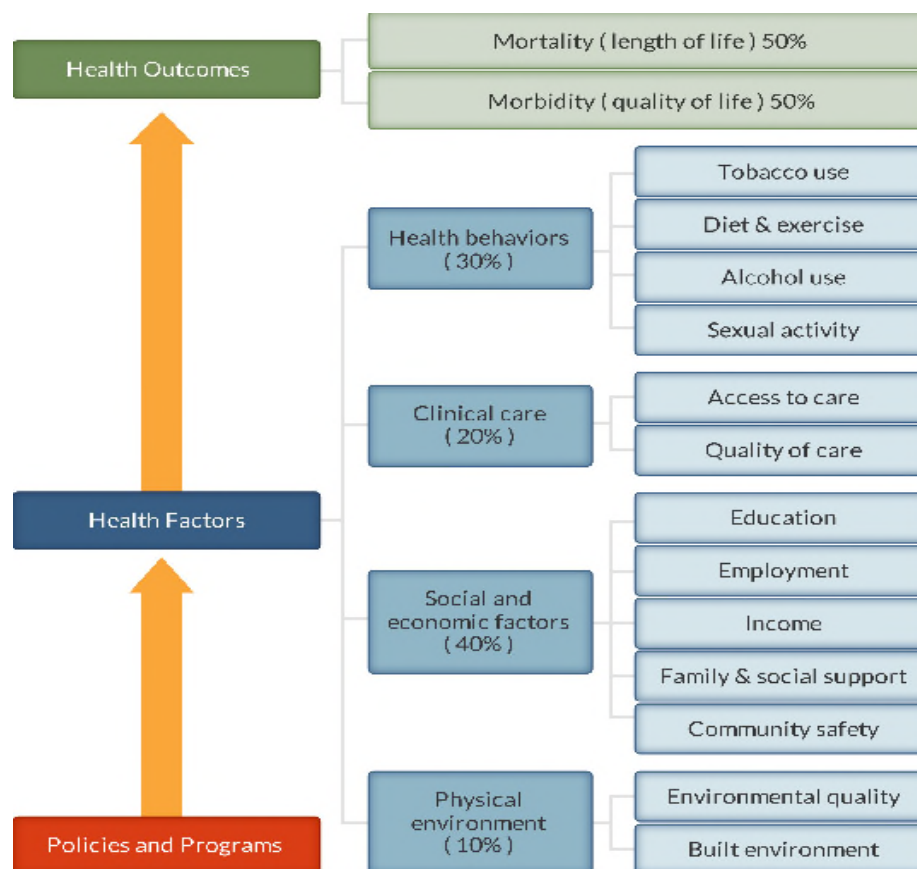 Health Outcomes
Mortality ( length of life ) 50%
Morbidity ( quality of life ) 50%
Health Factors
Health behaviors
( 30% )
Tobacco use
Diet & exercise
Alcohol use
Sexual activity
Clinical care
( 20% )
Access to care
Quality of care
Social and
economic factors
( 40% )
Education
Employment
Income
Family & social support
Community safety
Physical
environment
( 10% )
Environmental quality
Built environment
Policies and Programs